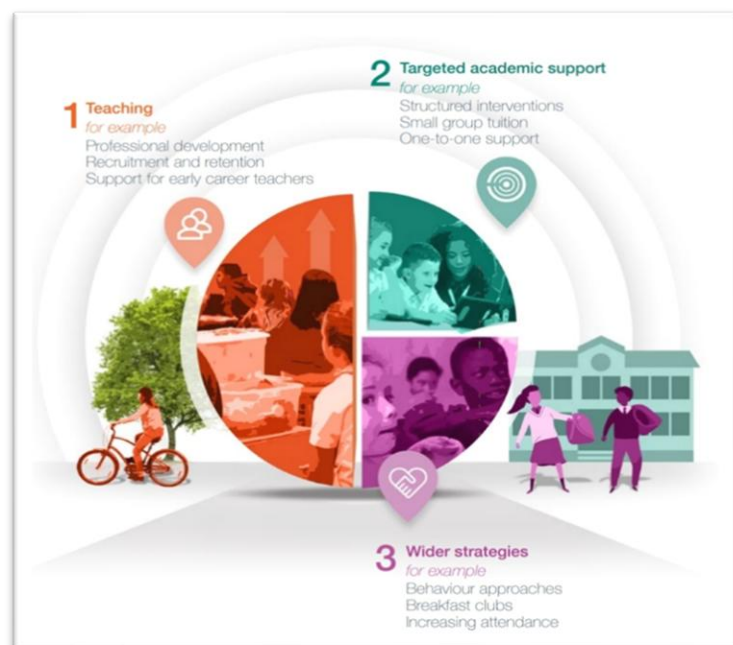 1 Teaching
for example
Professional development
Recruitment and retention
Support for early career teachers
2 Targeted academic support
for example
Structured interventions
Small group tuition
One-to-one support
3 Wider strategies
for example
Behaviour approaches
Breakfast clubs
Increasing attendance